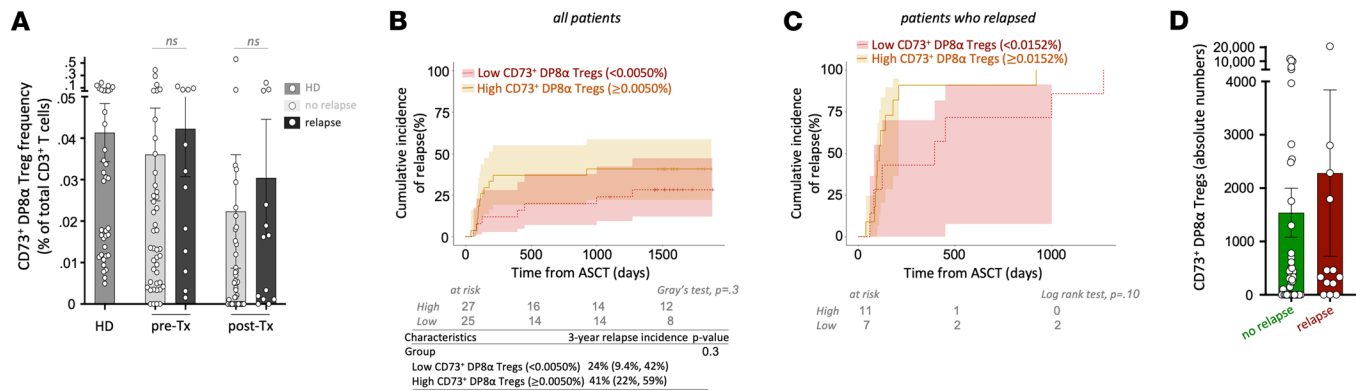 A
ns
ns
5
3
1
.1
.05
.04
.03
.02
.01
0
CD73⁺ DP8α Treg frequency
(% of total CD3⁺ T cells)
HD
no relapse
relapse
HD
pre-Tx
post-Tx
B
all patients
Low CD73⁺ DP8α Tregs (<0.0050%)
High CD73⁺ DP8α Tregs (≥0.0050%)
100
75
50
25
0
Cumulative incidence
of relapse(%)
0
500
1000
1500
Time from ASCT (days)
at risk
Gray's test, p=.3
High 27 16 14 12
Low 25 14 14 8
Characteristics 3-year relapse incidence p-value
Group 0.3
Low CD73⁺ DP8α Tregs (<0.0050%) 24% (9.4%, 42%)
High CD73⁺ DP8α Tregs (≥0.0050%) 41% (22%, 59%)
C
patients who relapsed
Low CD73⁺ DP8α Tregs (<0.0152%)
High CD73⁺ DP8α Tregs (≥0.0152%)
100
75
50
25
0
Cumulative incidence
of relapse(%)
0
500
1000
Time from ASCT (days)
at risk
Log rank test, p=.10
High 11 1 0
Low 7 2 2
D
20,000
10,000
4000
3000
2000
1000
0
CD73⁺ DP8α Tregs (absolute numbers)
no relapse
relapse